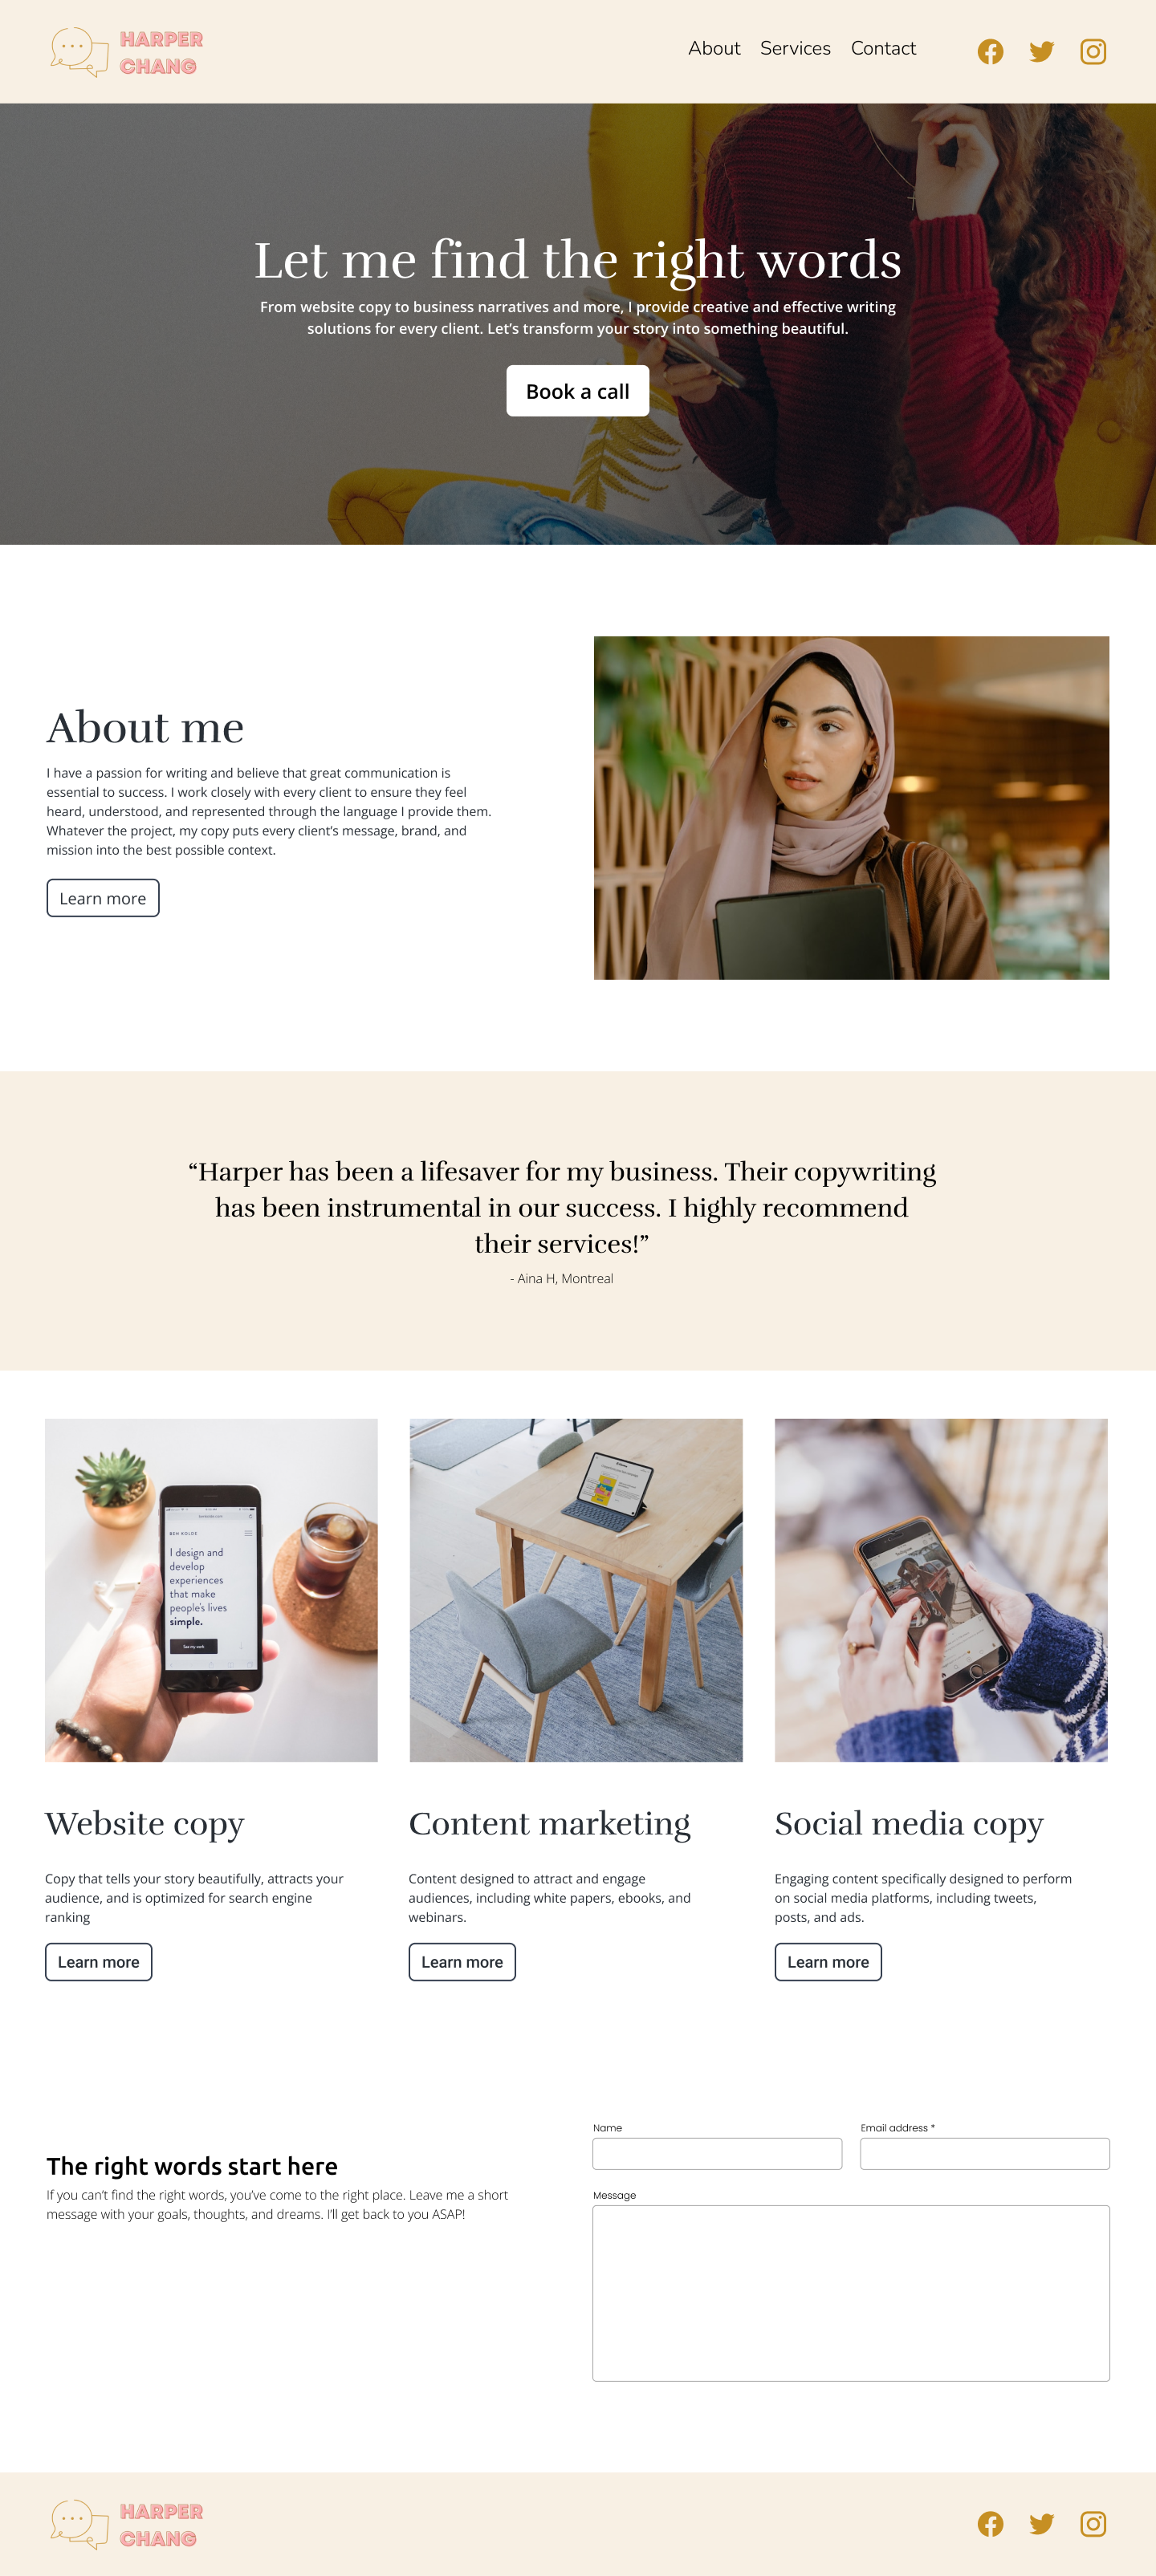 HARPER
CHANG
About Services Contact
Let me find the right words
From website copy to business narratives and more, I provide creative and effective writing
solutions for every client. Let’s transform your story into something beautiful.
Book a call
About me
I have a passion for writing and believe that great communication is
essential to success. I work closely with every client to ensure they feel
heard, understood, and represented through the language I provide them.
Whatever the project, my copy puts every client’s message, brand, and
mission into the best possible context.
Learn more
“Harper has been a lifesaver for my business. Their copywriting
has been instrumental in our success. I highly recommend
their services!”
- Aina H, Montreal
BEN KOLDE
I design and
develop
experiences
that make
people's lives
simple.
See my work
Website copy
Copy that tells your story beautifully, attracts your
audience, and is optimized for search engine
ranking
Learn more
Content marketing
Content designed to attract and engage
audiences, including white papers, ebooks, and
webinars.
Learn more
Social media copy
Engaging content specifically designed to perform
on social media platforms, including tweets,
posts, and ads.
Learn more
The right words start here
If you can’t find the right words, you’ve come to the right place. Leave me a short
message with your goals, thoughts, and dreams. I’ll get back to you ASAP!
Name
Email address *
Message
HARPER
CHANG